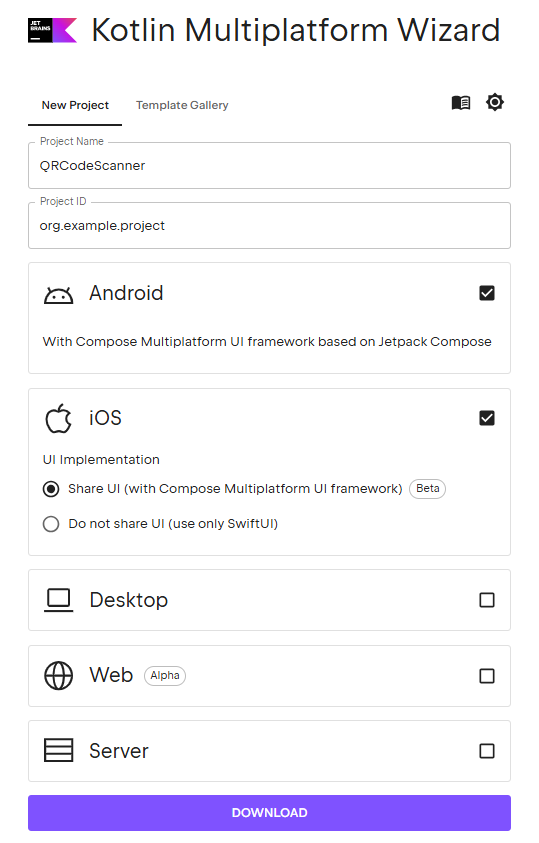 JET
BRAINS
Kotlin Multiplatform Wizard
New Project
Template Gallery
Project Name
QRCodeScanner
Project ID
org.example.project
Android
With Compose Multiplatform UI framework based on Jetpack Compose
iOS
UI Implementation
Share UI (with Compose Multiplatform UI framework) Beta
Do not share UI (use only SwiftUI)
Desktop
Web Alpha
Server
DOWNLOAD